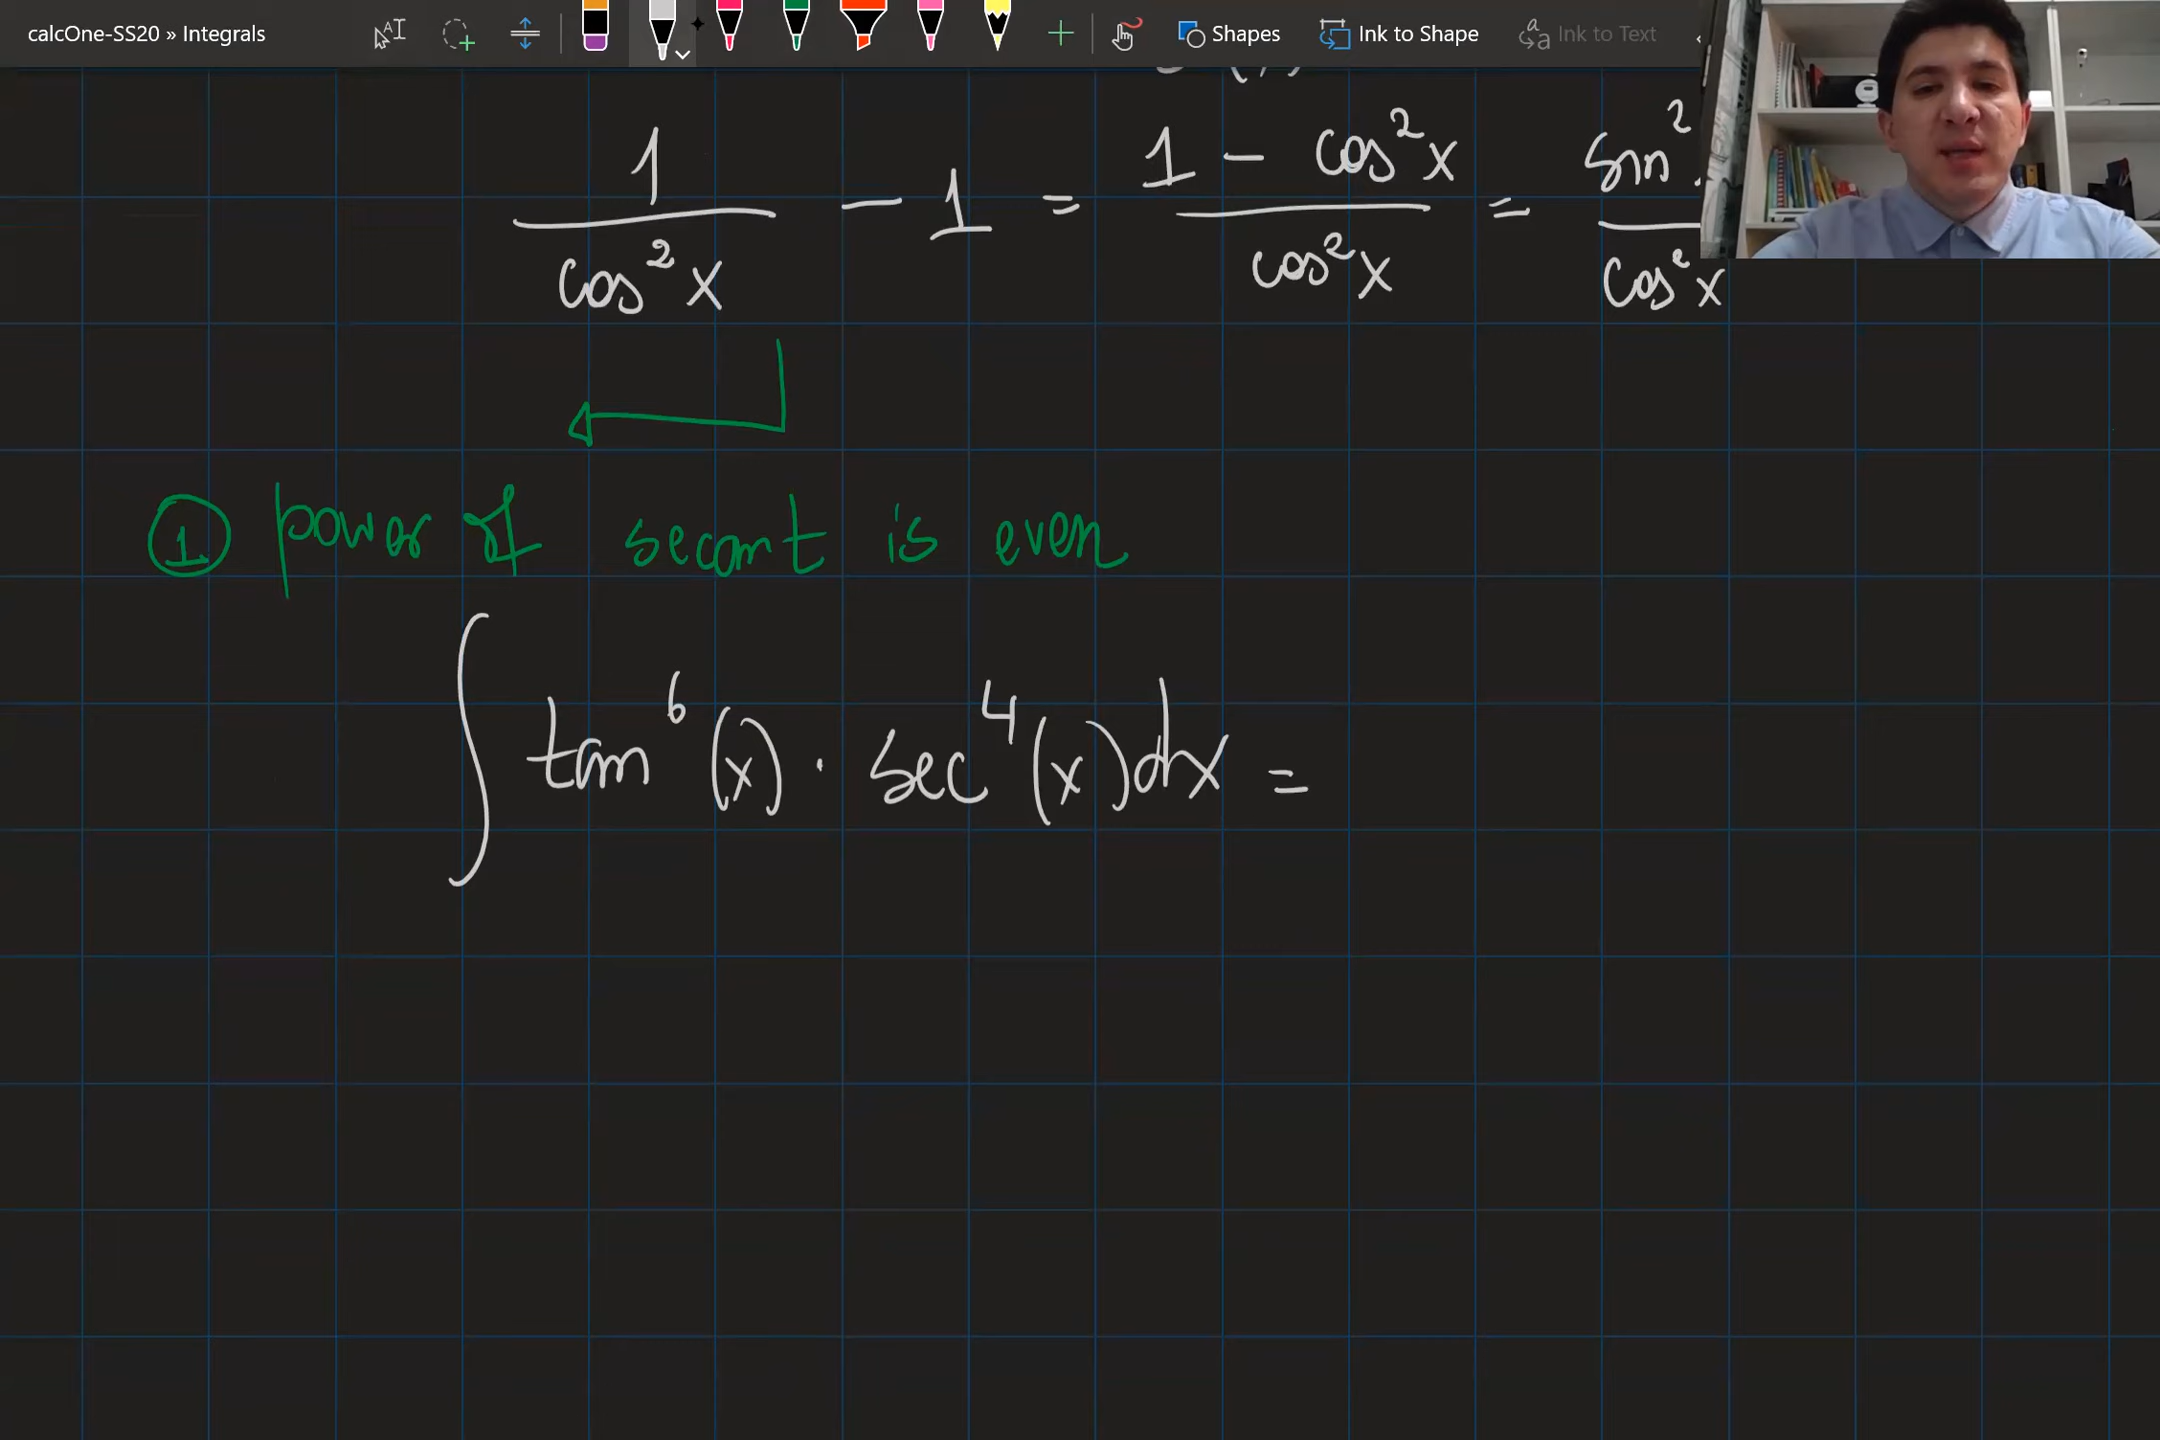 calcOne-SS20 » Integrals Shapes Ink to Shape Ink to Text
1/cos²x - 1 = 1 - cos²x/cos²x = sin²/cos²x
① power of secant is even
∫ tan⁶(x) · sec⁴(x)dx =